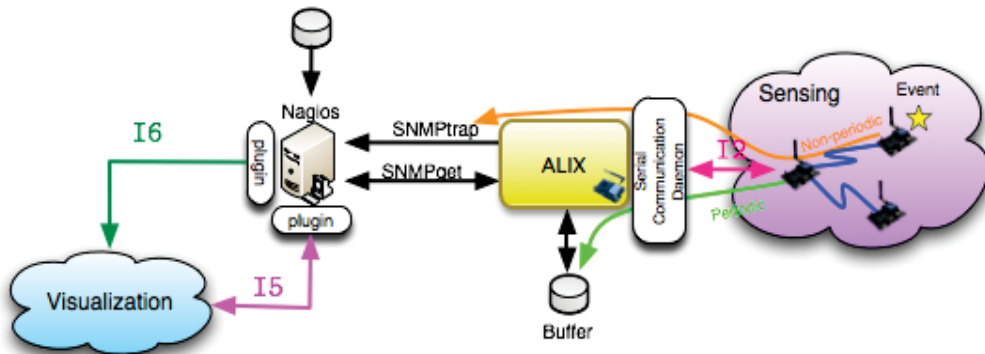 Nagios
plugin
plugin
SNMPtrap
SNMPget
ALIX
Serial
Communication
Daemon
I2
Sensing
Event
Non-periodic
Periodic
I6
I5
Visualization
Buffer